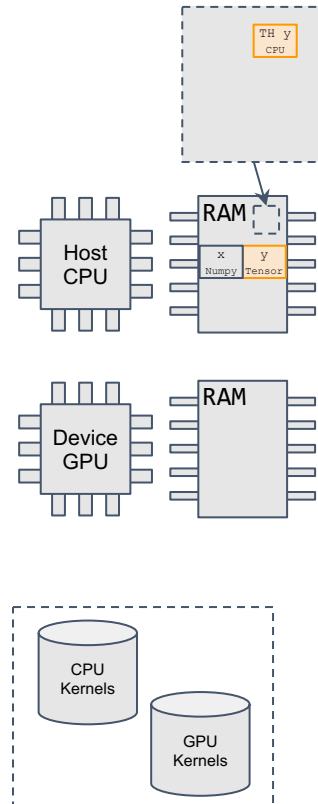 TH y
CPU
RAM
Host
CPU
x
Numpy
y
Tensor
RAM
Device
GPU
CPU
Kernels
GPU
Kernels